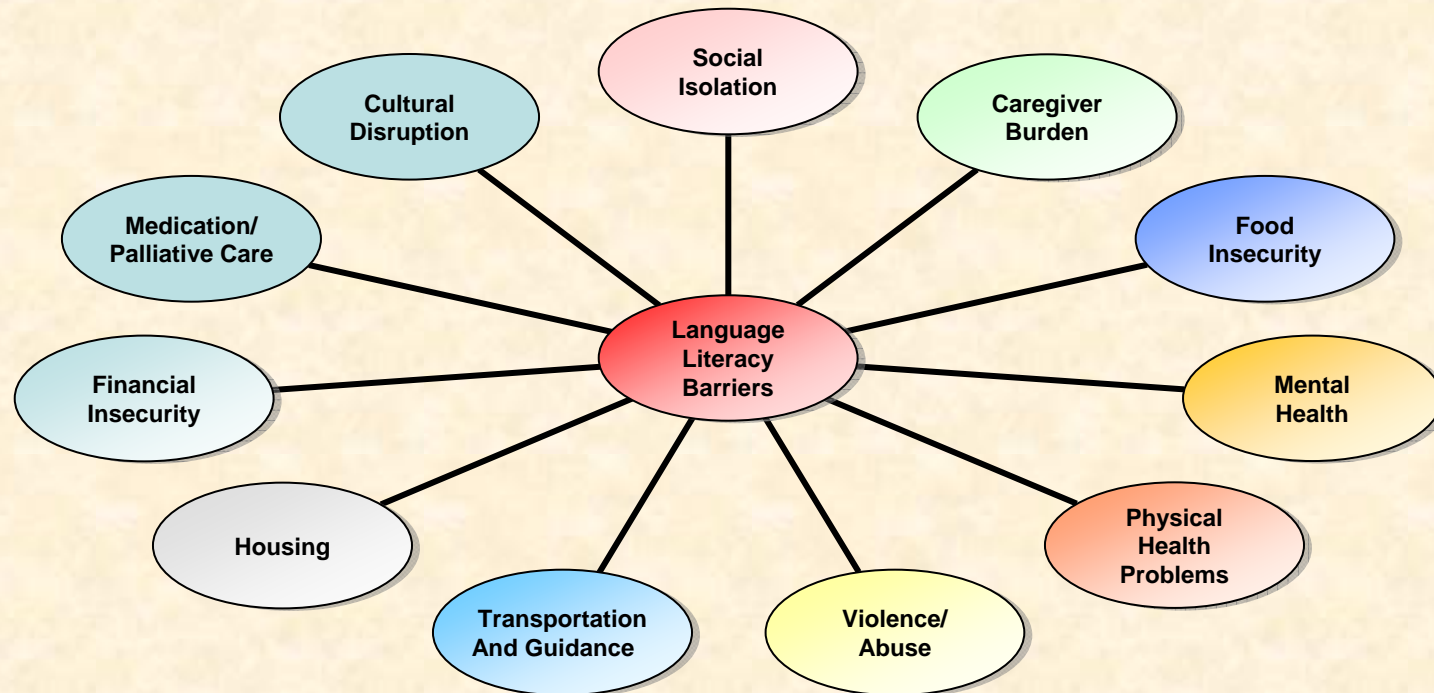 Social
Isolation
Cultural
Disruption
Caregiver
Burden
Medication/
Palliative Care
Food
Insecurity
Language
Literacy
Barriers
Financial
Insecurity
Mental
Health
Housing
Physical
Health
Problems
Transportation
And Guidance
Violence/
Abuse